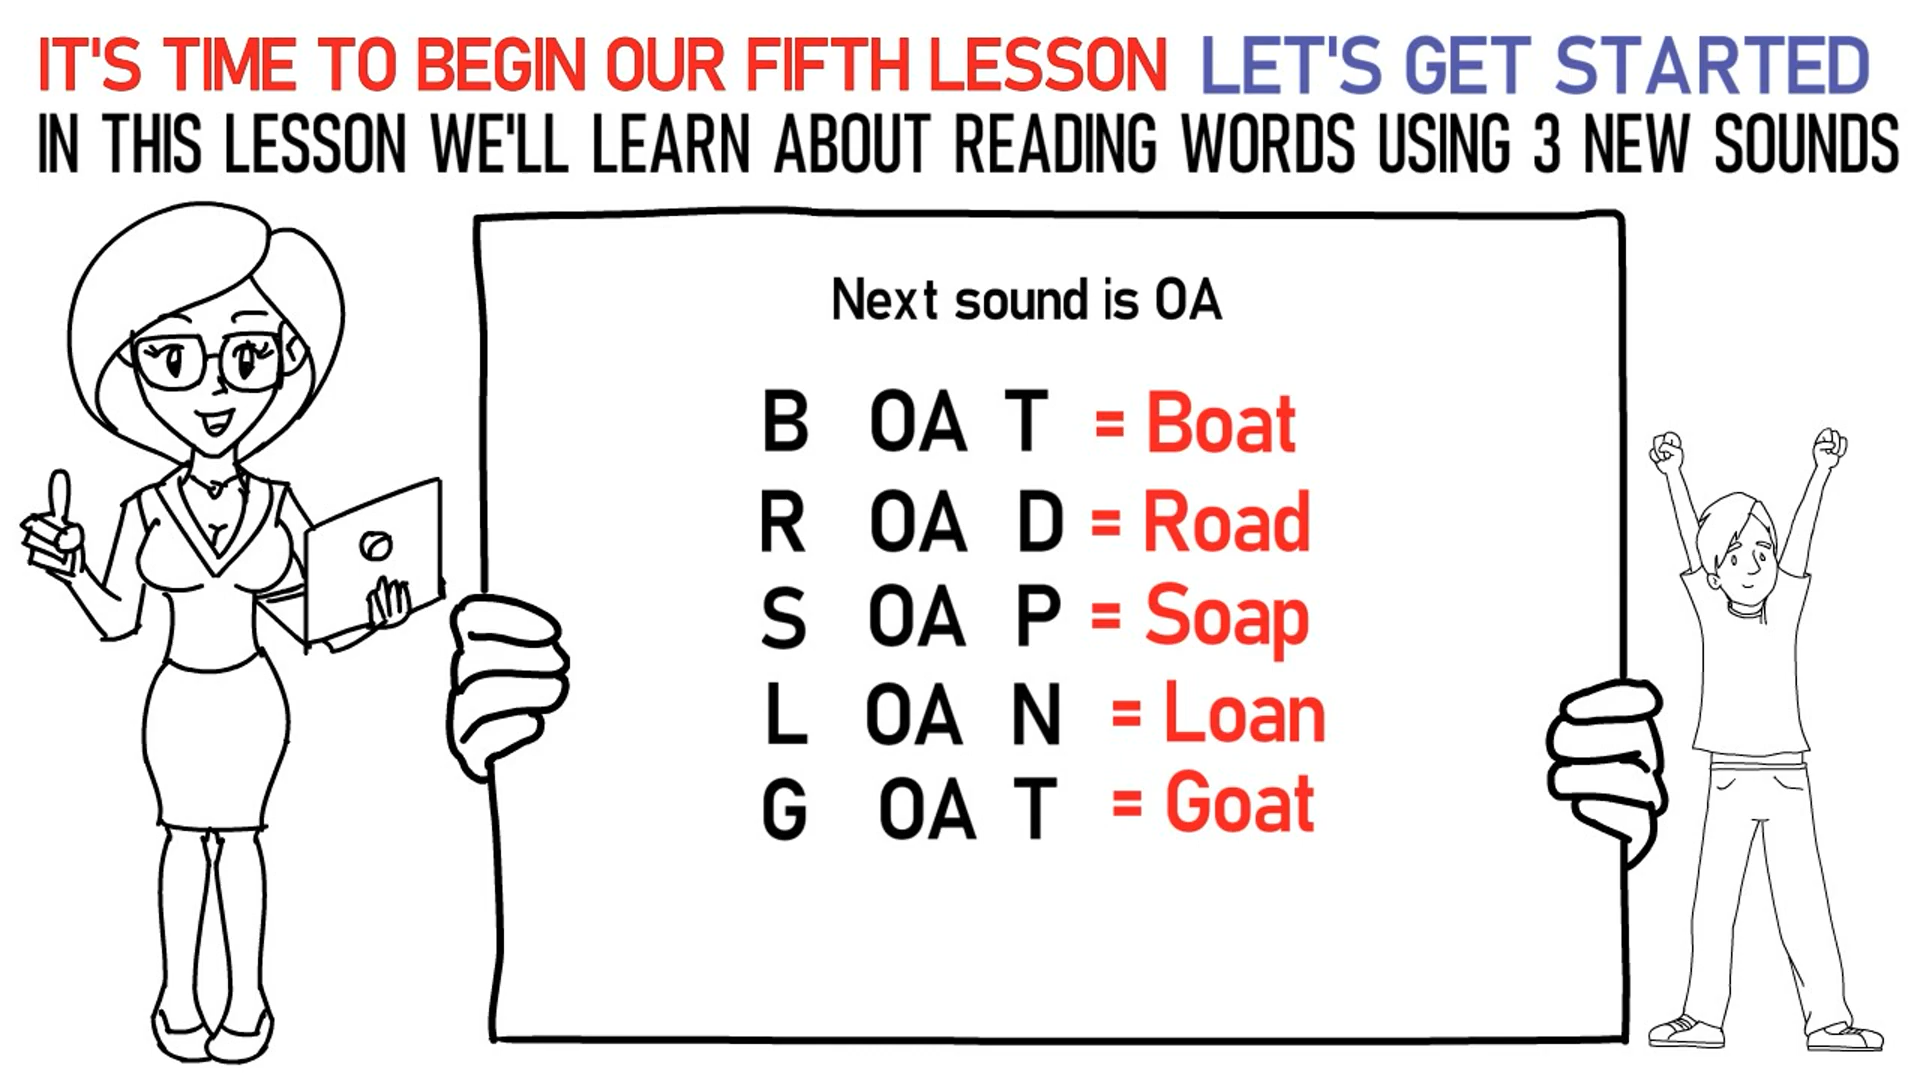 IT'S TIME TO BEGIN OUR FIFTH LESSON LET'S GET STARTED
IN THIS LESSON WE'LL LEARN ABOUT READING WORDS USING 3 NEW SOUNDS
Next sound is OA
B OA T = Boat
R OA D = Road
S OA P = Soap
L OA N = Loan
G OA T = Goat